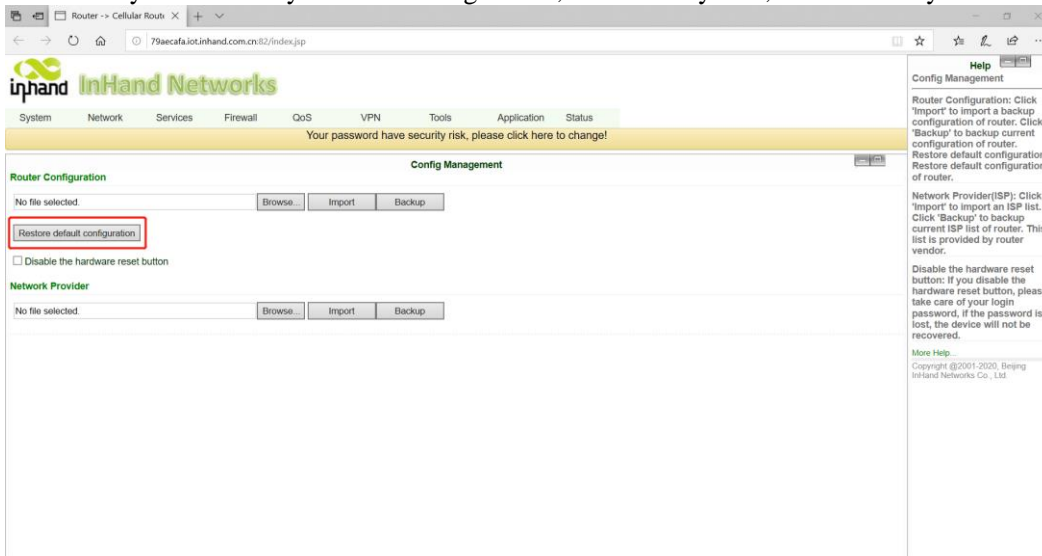 Router -> Cellular Route
79aecafa.iot.inhand.com.cn:82/index.jsp
inhand InHand Networks
System Network Services Firewall QoS VPN Tools Application Status
Your password have security risk, please click here to change!
Config Management
Router Configuration
No file selected. Browse... Import Backup
Restore default configuration
Disable the hardware reset button
Network Provider
No file selected. Browse... Import Backup
Help
Config Management
Router Configuration: Click
'Import' to import a backup
configuration of router. Click
'Backup' to backup current
configuration of router.
Restore default configuration
Restore default configuration
of router.
Network Provider(ISP): Click
'Import' to import an ISP list.
Click 'Backup' to backup
current ISP list of router. This
list is provided by router
vendor.
Disable the hardware reset
button: If you disable the
hardware reset button, pleas
take care of your login
password, if the password is
lost, the device will not be
recovered.
More Help...
Copyright @2001-2020, Beijing
InHand Networks Co., Ltd.